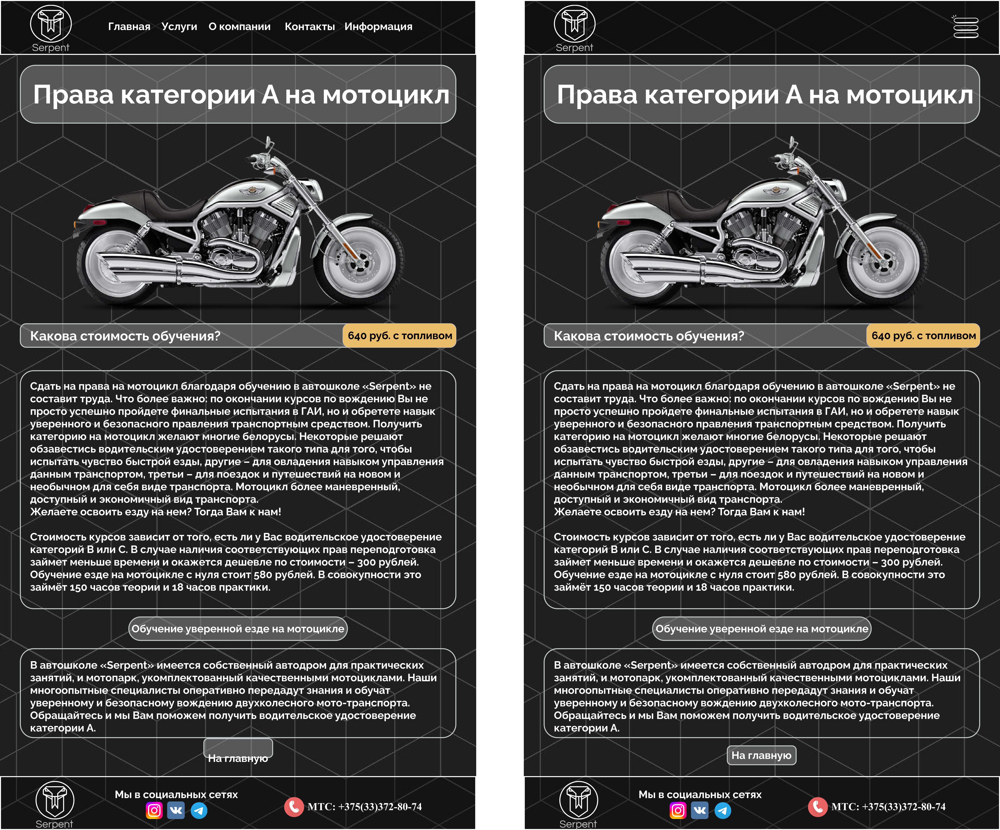 Serpent
Главная Услуги О компании Контакты Информация
Права категории А на мотоцикл
Какова стоимость обучения?
640 руб. с топливом
Сдать на права на мотоцикл благодаря обучению в автошколе «Serpent» не
составит труда. Что более важно: по окончании курсов по вождению Вы не
просто успешно пройдете финальные испытания в ГАИ, но и обретете навык
уверенного и безопасного правления транспортным средством. Получить
категорию на мотоцикл желают многие белорусы. Некоторые решают
обзавестись водительским удостоверением такого типа для того, чтобы
испытать чувство быстрой езды, другие – для овладения навыком управления
данным транспортом, третьи – для поездок и путешествий на новом и
необычном для себя виде транспорта. Мотоцикл более маневренный,
доступный и экономичный вид транспорта.
Желаете освоить езду на нем? Тогда Вам к нам!
Стоимость курсов зависит от того, есть ли у Вас водительское удостоверение
категорий В или С. В случае наличия соответствующих прав переподготовка
займет меньше времени и окажется дешевле по стоимости – 300 рублей.
Обучение езде на мотоцикле с нуля стоит 580 рублей. В совокупности это
займёт 150 часов теории и 18 часов практики.
Обучение уверенной езде на мотоцикле
В автошколе «Serpent» имеется собственный автодром для практических
занятий, и мотопарк, укомплектованный качественными мотоциклами. Наши
многоопытные специалисты оперативно передадут знания и обучат
уверенному и безопасному вождению двухколесного мото-транспорта.
Обращайтесь и мы Вам поможем получить водительское удостоверение
категории А.
На главную
Serpent
Мы в социальных сетях
МТС: +375(33)372-80-74
Serpent
Права категории А на мотоцикл
Какова стоимость обучения?
640 руб. с топливом
Сдать на права на мотоцикл благодаря обучению в автошколе «Serpent» не
составит труда. Что более важно: по окончании курсов по вождению Вы не
просто успешно пройдете финальные испытания в ГАИ, но и обретете навык
уверенного и безопасного правления транспортным средством. Получить
категорию на мотоцикл желают многие белорусы. Некоторые решают
обзавестись водительским удостоверением такого типа для того, чтобы
испытать чувство быстрой езды, другие – для овладения навыком управления
данным транспортом, третьи – для поездок и путешествий на новом и
необычном для себя виде транспорта. Мотоцикл более маневренный,
доступный и экономичный вид транспорта.
Желаете освоить езду на нем? Тогда Вам к нам!
Стоимость курсов зависит от того, есть ли у Вас водительское удостоверение
категорий В или С. В случае наличия соответствующих прав переподготовка
займет меньше времени и окажется дешевле по стоимости – 300 рублей.
Обучение езде на мотоцикле с нуля стоит 580 рублей. В совокупности это
займёт 150 часов теории и 18 часов практики.
Обучение уверенной езде на мотоцикле
В автошколе «Serpent» имеется собственный автодром для практических
занятий, и мотопарк, укомплектованный качественными мотоциклами. Наши
многоопытные специалисты оперативно передадут знания и обучат
уверенному и безопасному вождению двухколесного мото-транспорта.
Обращайтесь и мы Вам поможем получить водительское удостоверение
категории А.
На главную
Serpent
Мы в социальных сетях
МТС: +375(33)372-80-74